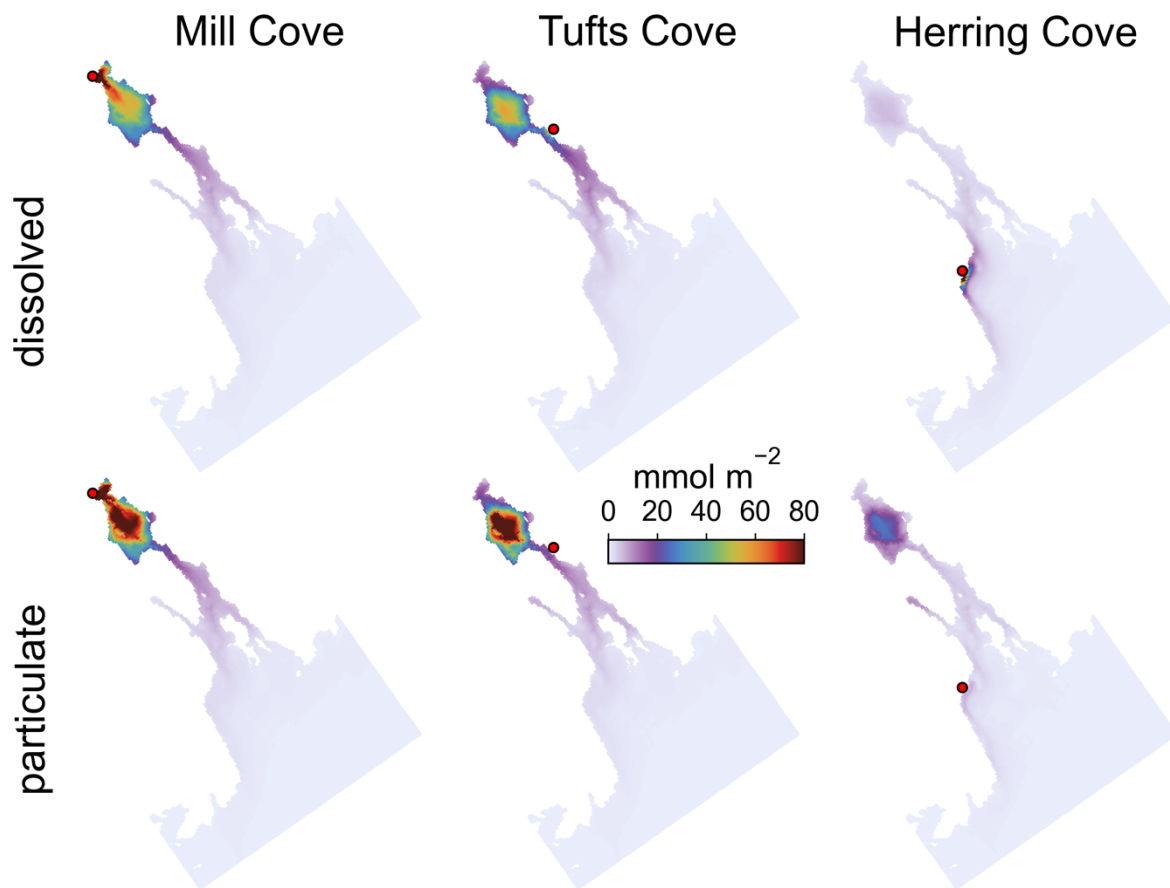 Mill Cove
Tufts Cove
Herring Cove
dissolved
particulate
mmol m−2
0 20 40 60 80